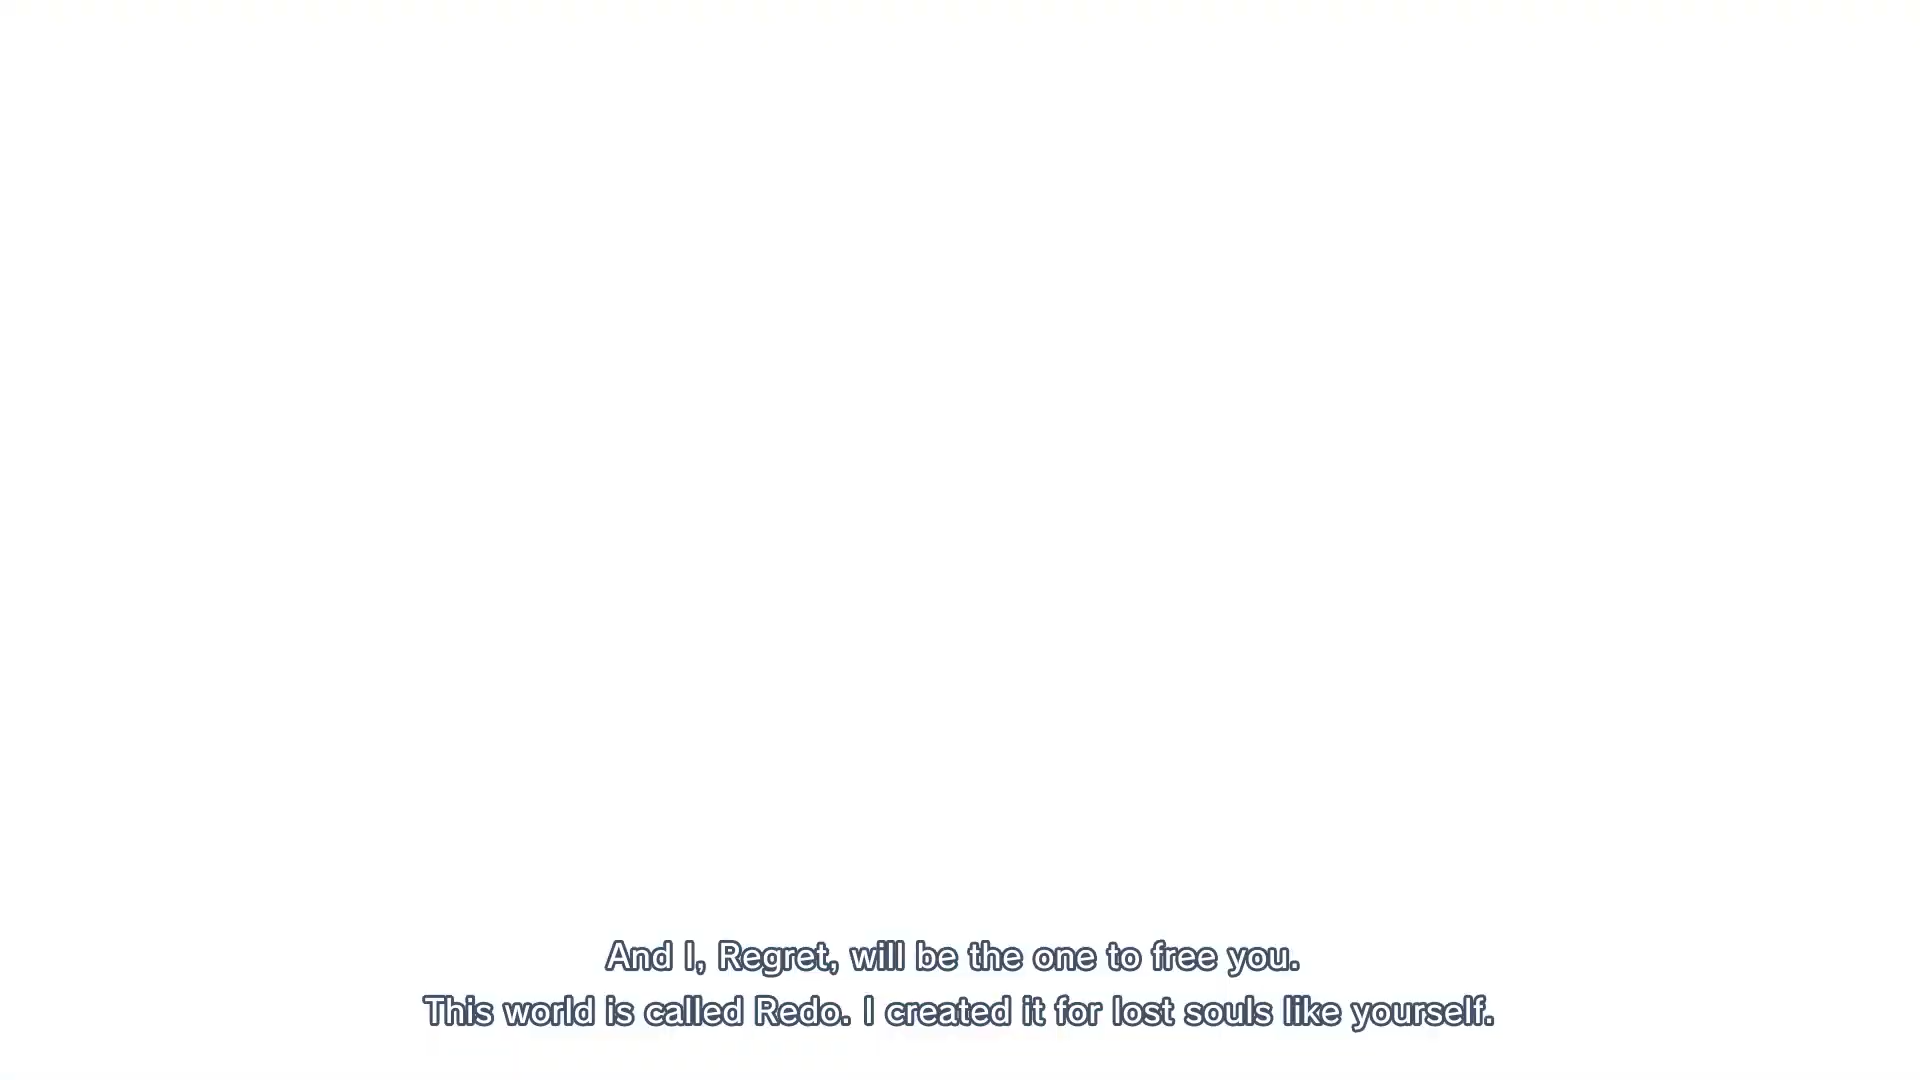 And I, Regret, will be the one to free you.
This world is called Redo. I created it for lost souls like yourself.